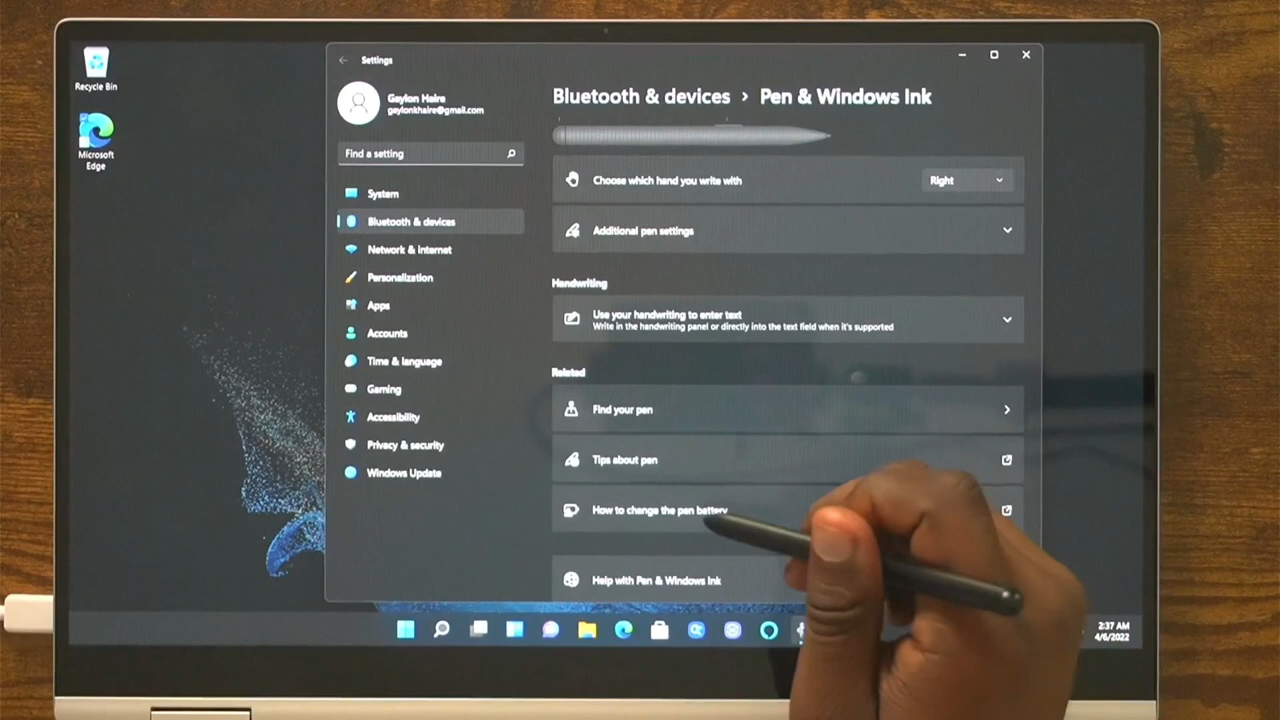 Recycle Bin
Microsoft
Edge
Settings
Gaylon Haire
gaylonkhaire@gmail.com
Find a setting
System
Bluetooth & devices
Network & internet
Personalization
Apps
Accounts
Time & language
Gaming
Accessibility
Privacy & security
Windows Update
Bluetooth & devices › Pen & Windows Ink
Choose which hand you write with
Right
Additional pen settings
Handwriting
Use your handwriting to enter text
Write in the handwriting panel or directly into the text field when it's supported
Related
Find your pen
Tips about pen
How to change the pen battery
Help with Pen & Windows Ink
2:37 AM
4/6/2022